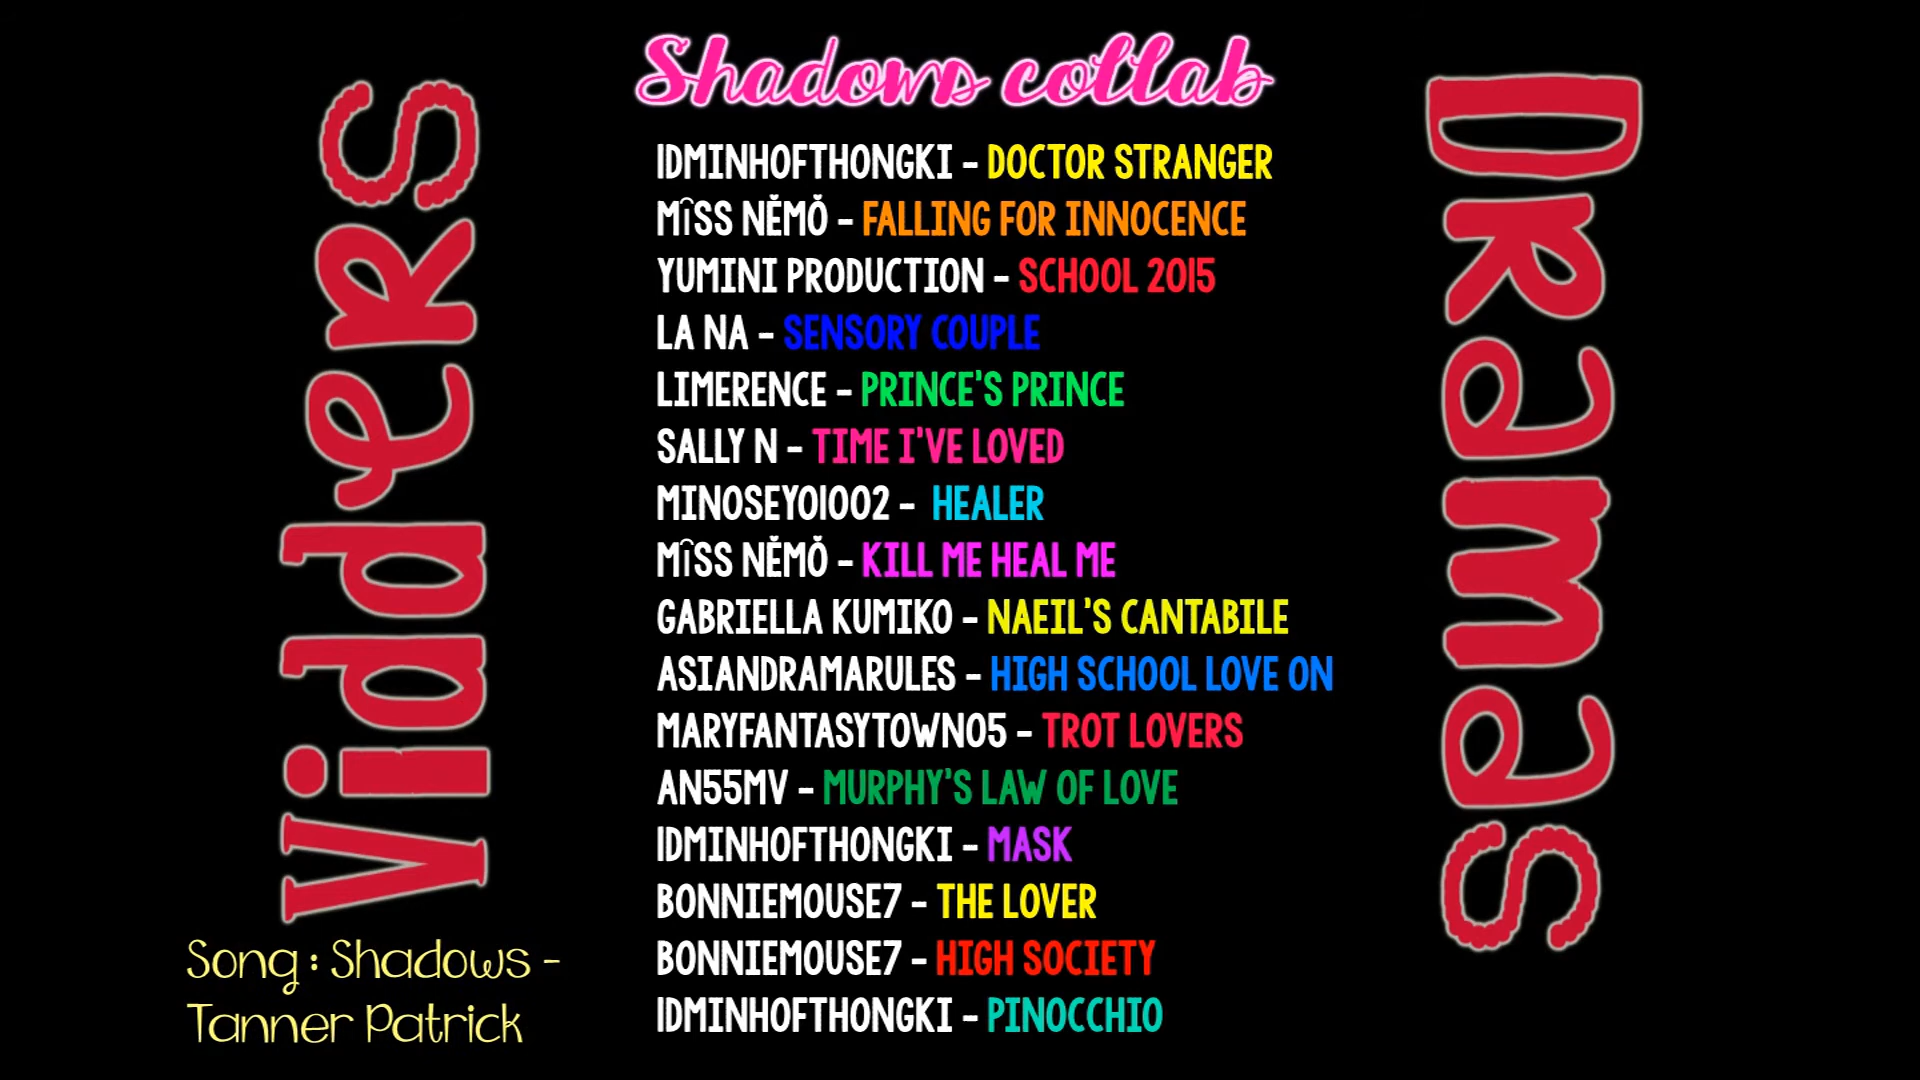 Shadows collab
Vidders
Dramas
IDMINHOFTHONGKI - DOCTOR STRANGER
MÎSS NĚMǑ - FALLING FOR INNOCENCE
YUMINI PRODUCTION - SCHOOL 2015
LA NA - SENSORY COUPLE
LIMERENCE - PRINCE'S PRINCE
SALLY N - TIME I'VE LOVED
MINOSEYO1002 - HEALER
MÎSS NĚMǑ - KILL ME HEAL ME
GABRIELLA KUMIKO - NAEIL'S CANTABILE
ASIANDRAMARULES - HIGH SCHOOL LOVE ON
MARYFANTASYTOWN05 - TROT LOVERS
AN55MV - MURPHY'S LAW OF LOVE
IDMINHOFTHONGKI - MASK
BONNIEMOUSE7 - THE LOVER
BONNIEMOUSE7 - HIGH SOCIETY
IDMINHOFTHONGKI - PINOCCHIO
Song : Shadows -
Tanner Patrick